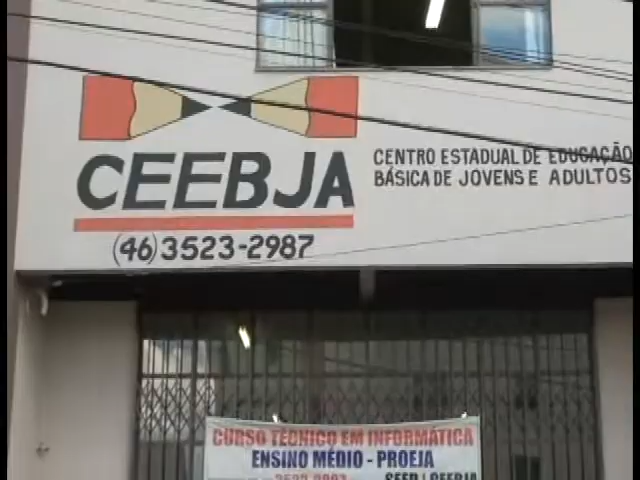 CEEBJA
(46) 3523-2987
CENTRO ESTADUAL DE EDUCAÇÃO
BÁSICA DE JOVENS E ADULTOS
CURSO TÉCNICO EM INFORMÁTICA
ENSINO MÉDIO - PROEJA